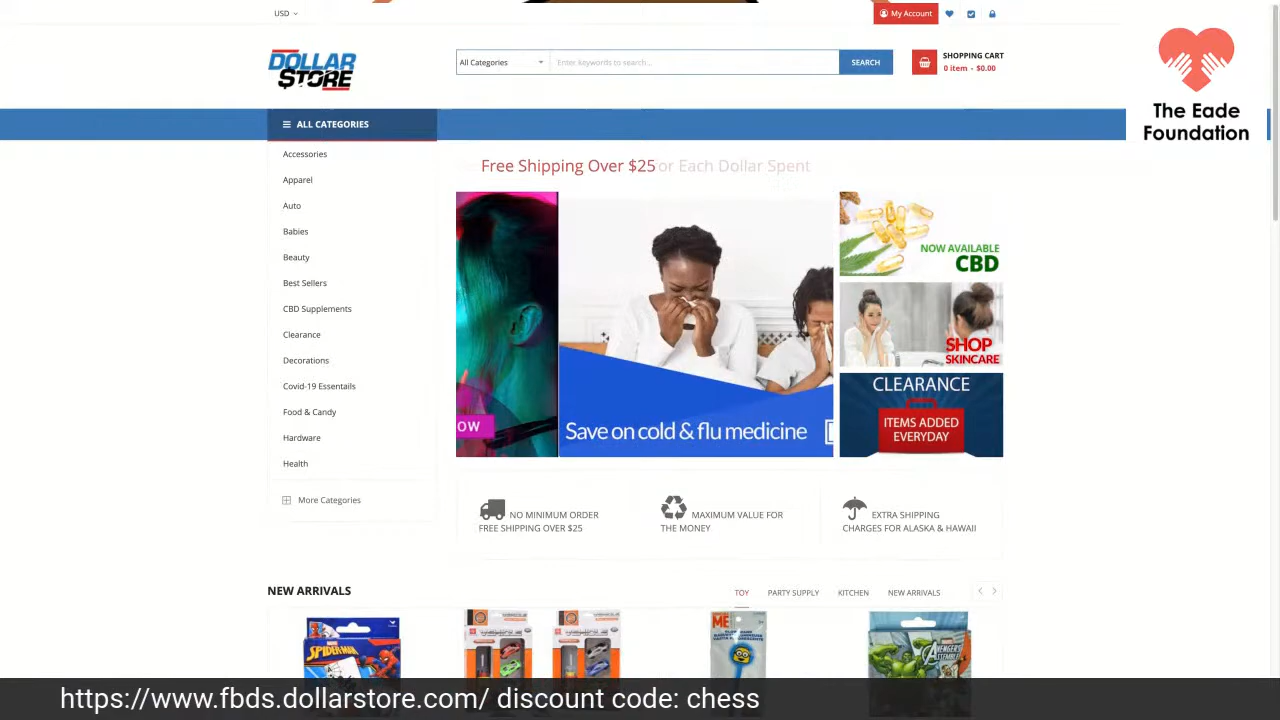 USD
My Account
DOLLAR
STORE
All Categories
Enter keywords to search...
SEARCH
SHOPPING CART
0 item - $0.00
The Eade
Foundation
ALL CATEGORIES
Accessories
Apparel
Auto
Babies
Beauty
Best Sellers
CBD Supplements
Clearance
Decorations
Covid-19 Essentails
Food & Candy
Hardware
Health
More Categories
Free Shipping Over $25 or Each Dollar Spent
OW
Save on cold & flu medicine
NOW AVAILABLE
CBD
SHOP
SKINCARE
CLEARANCE
ITEMS ADDED
EVERYDAY
NO MINIMUM ORDER
FREE SHIPPING OVER $25
MAXIMUM VALUE FOR
THE MONEY
EXTRA SHIPPING
CHARGES FOR ALASKA & HAWAII
NEW ARRIVALS
TOY
PARTY SUPPLY
KITCHEN
NEW ARRIVALS
SPIDER-MAN
ME
AVENGERS
https://www.fbds.dollarstore.com/ discount code: chess